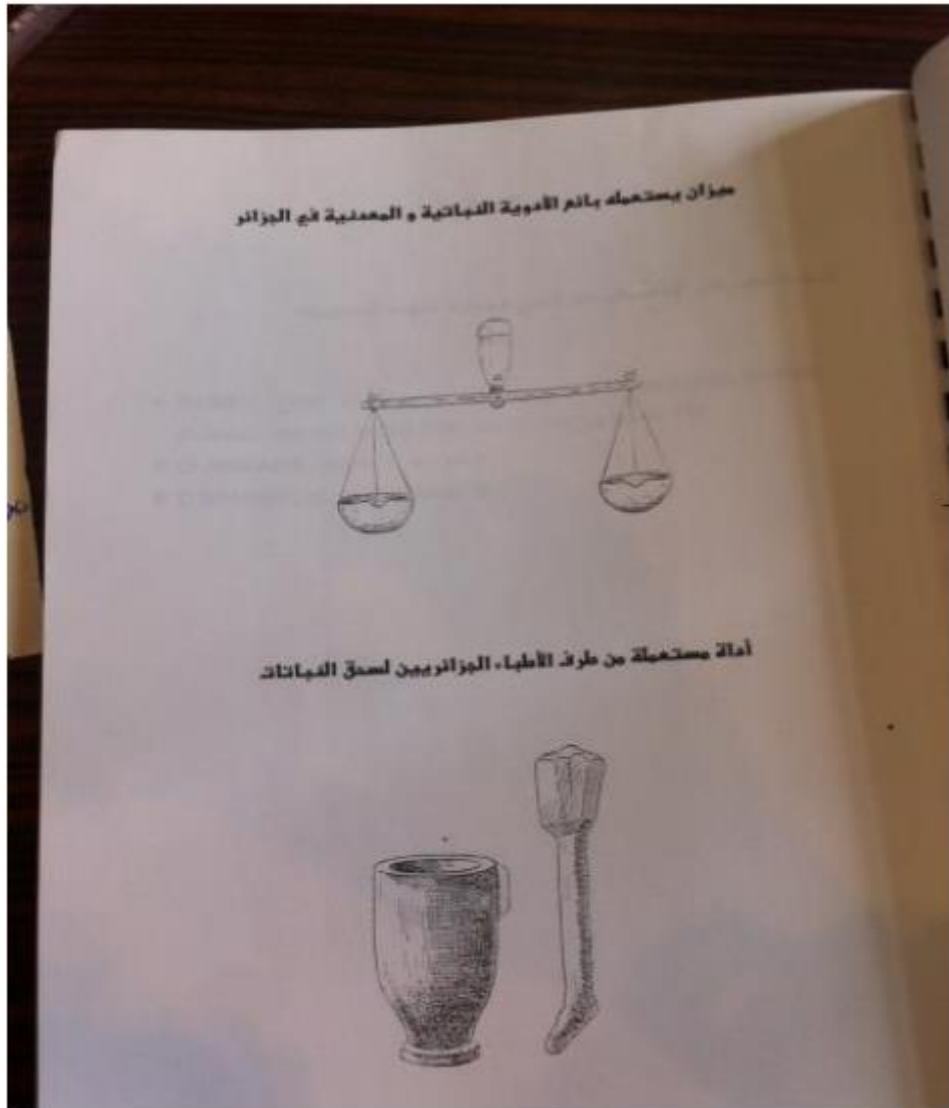 ميزان يستعمله بائع الأدوية النباتية و المعدنية في الجزائر
أداة مستعملة من طرف الأطباء الجزائريين لسحق النباتات